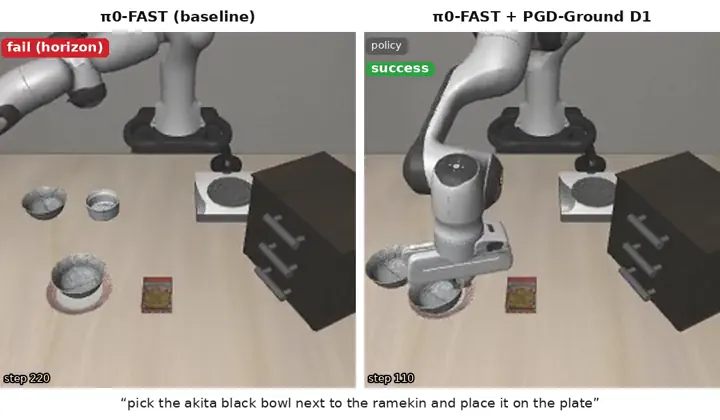 π0-FAST (baseline)
π0-FAST + PGD-Ground D1
fail (horizon)
policy
success
step 220
step 110
“pick the akita black bowl next to the ramekin and place it on the plate”